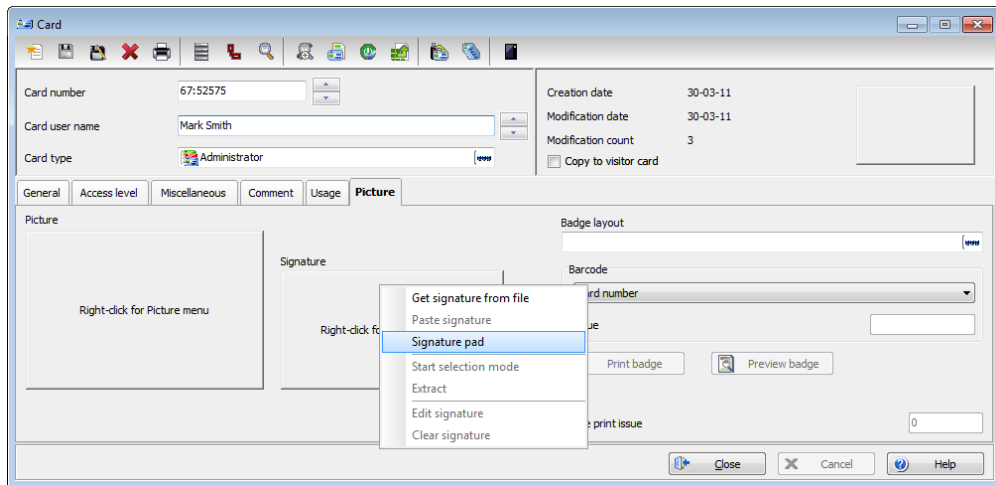 Card
Card number
67:52575
Card user name
Mark Smith
Card type
Administrator
Creation date
30-03-11
Modification date
30-03-11
Modification count
3
Copy to visitor card
General
Access level
Miscellaneous
Comment
Usage
Picture
Picture
Right-click for Picture menu
Signature
Right-click fo
Get signature from file
Paste signature
Signature pad
Start selection mode
Extract
Edit signature
Clear signature
Badge layout
Barcode
rd number
ue
Print badge
Preview badge
print issue
0
Close
Cancel
Help